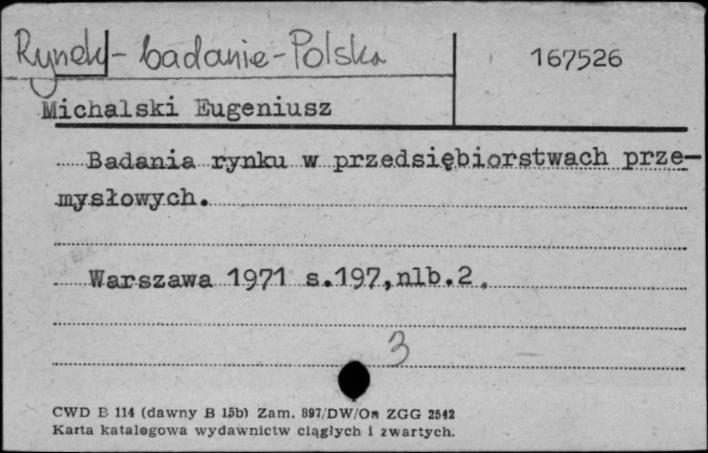 Rynek - badanie - Polska
167526
Michalski Eugeniusz
Badania rynku w przedsiębiorstwach prze-
mysłowych.
Warszawa 1971 s.197,nlb.2.
3
CWD B 114 (dawny B 15b) Zam. 897/DW/On ZGG 2542
Karta katalogowa wydawnictw ciągłych i zwartych.